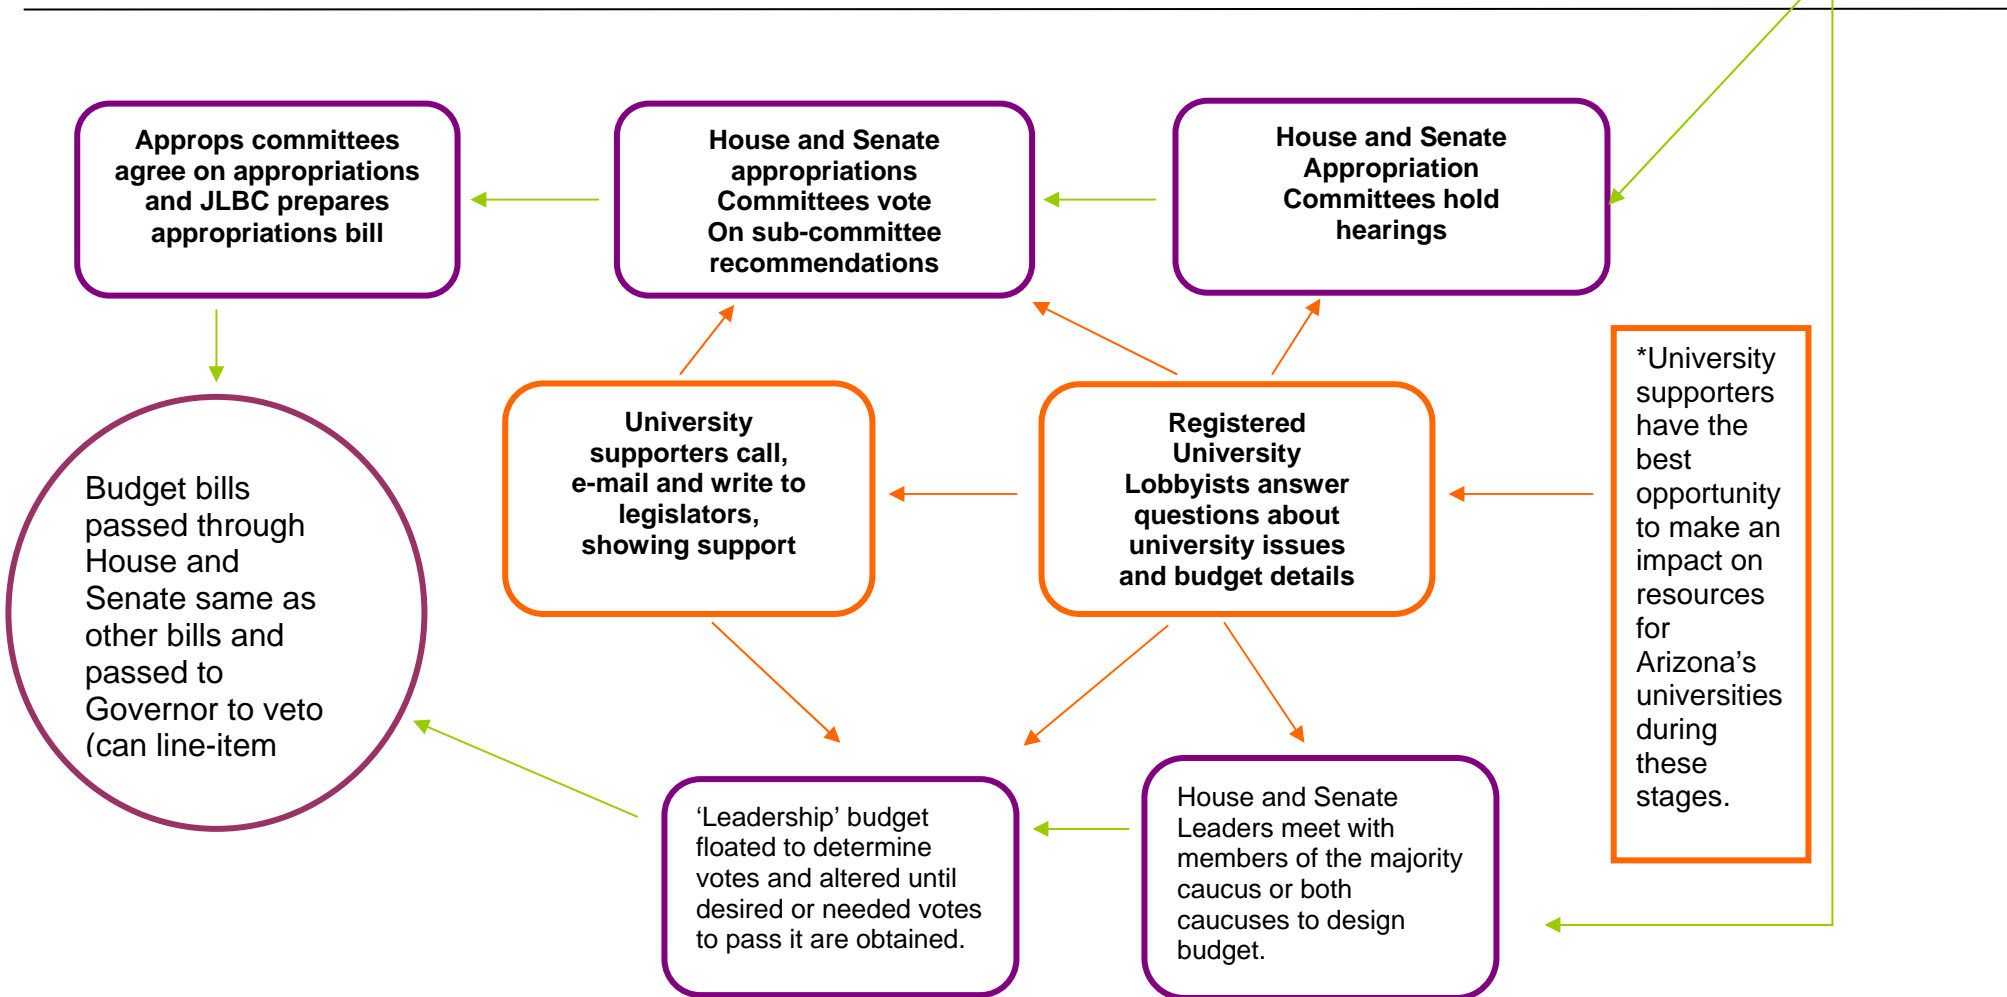 Approps committees
agree on appropriations
and JLBC prepares
appropriations bill
House and Senate
appropriations
Committees vote
On sub-committee
recommendations
House and Senate
Appropriation
Committees hold
hearings
University
supporters call,
e-mail and write to
legislators,
showing support
Registered
University
Lobbyists answer
questions about
university issues
and budget details
*University
supporters
have the
best
opportunity
to make an
impact on
resources
for
Arizona’s
universities
during
these
stages.
Budget bills
passed through
House and
Senate same as
other bills and
passed to
Governor to veto
(can line-item
‘Leadership’ budget
floated to determine
votes and altered until
desired or needed votes
to pass it are obtained.
House and Senate
Leaders meet with
members of the majority
caucus or both
caucuses to design
budget.